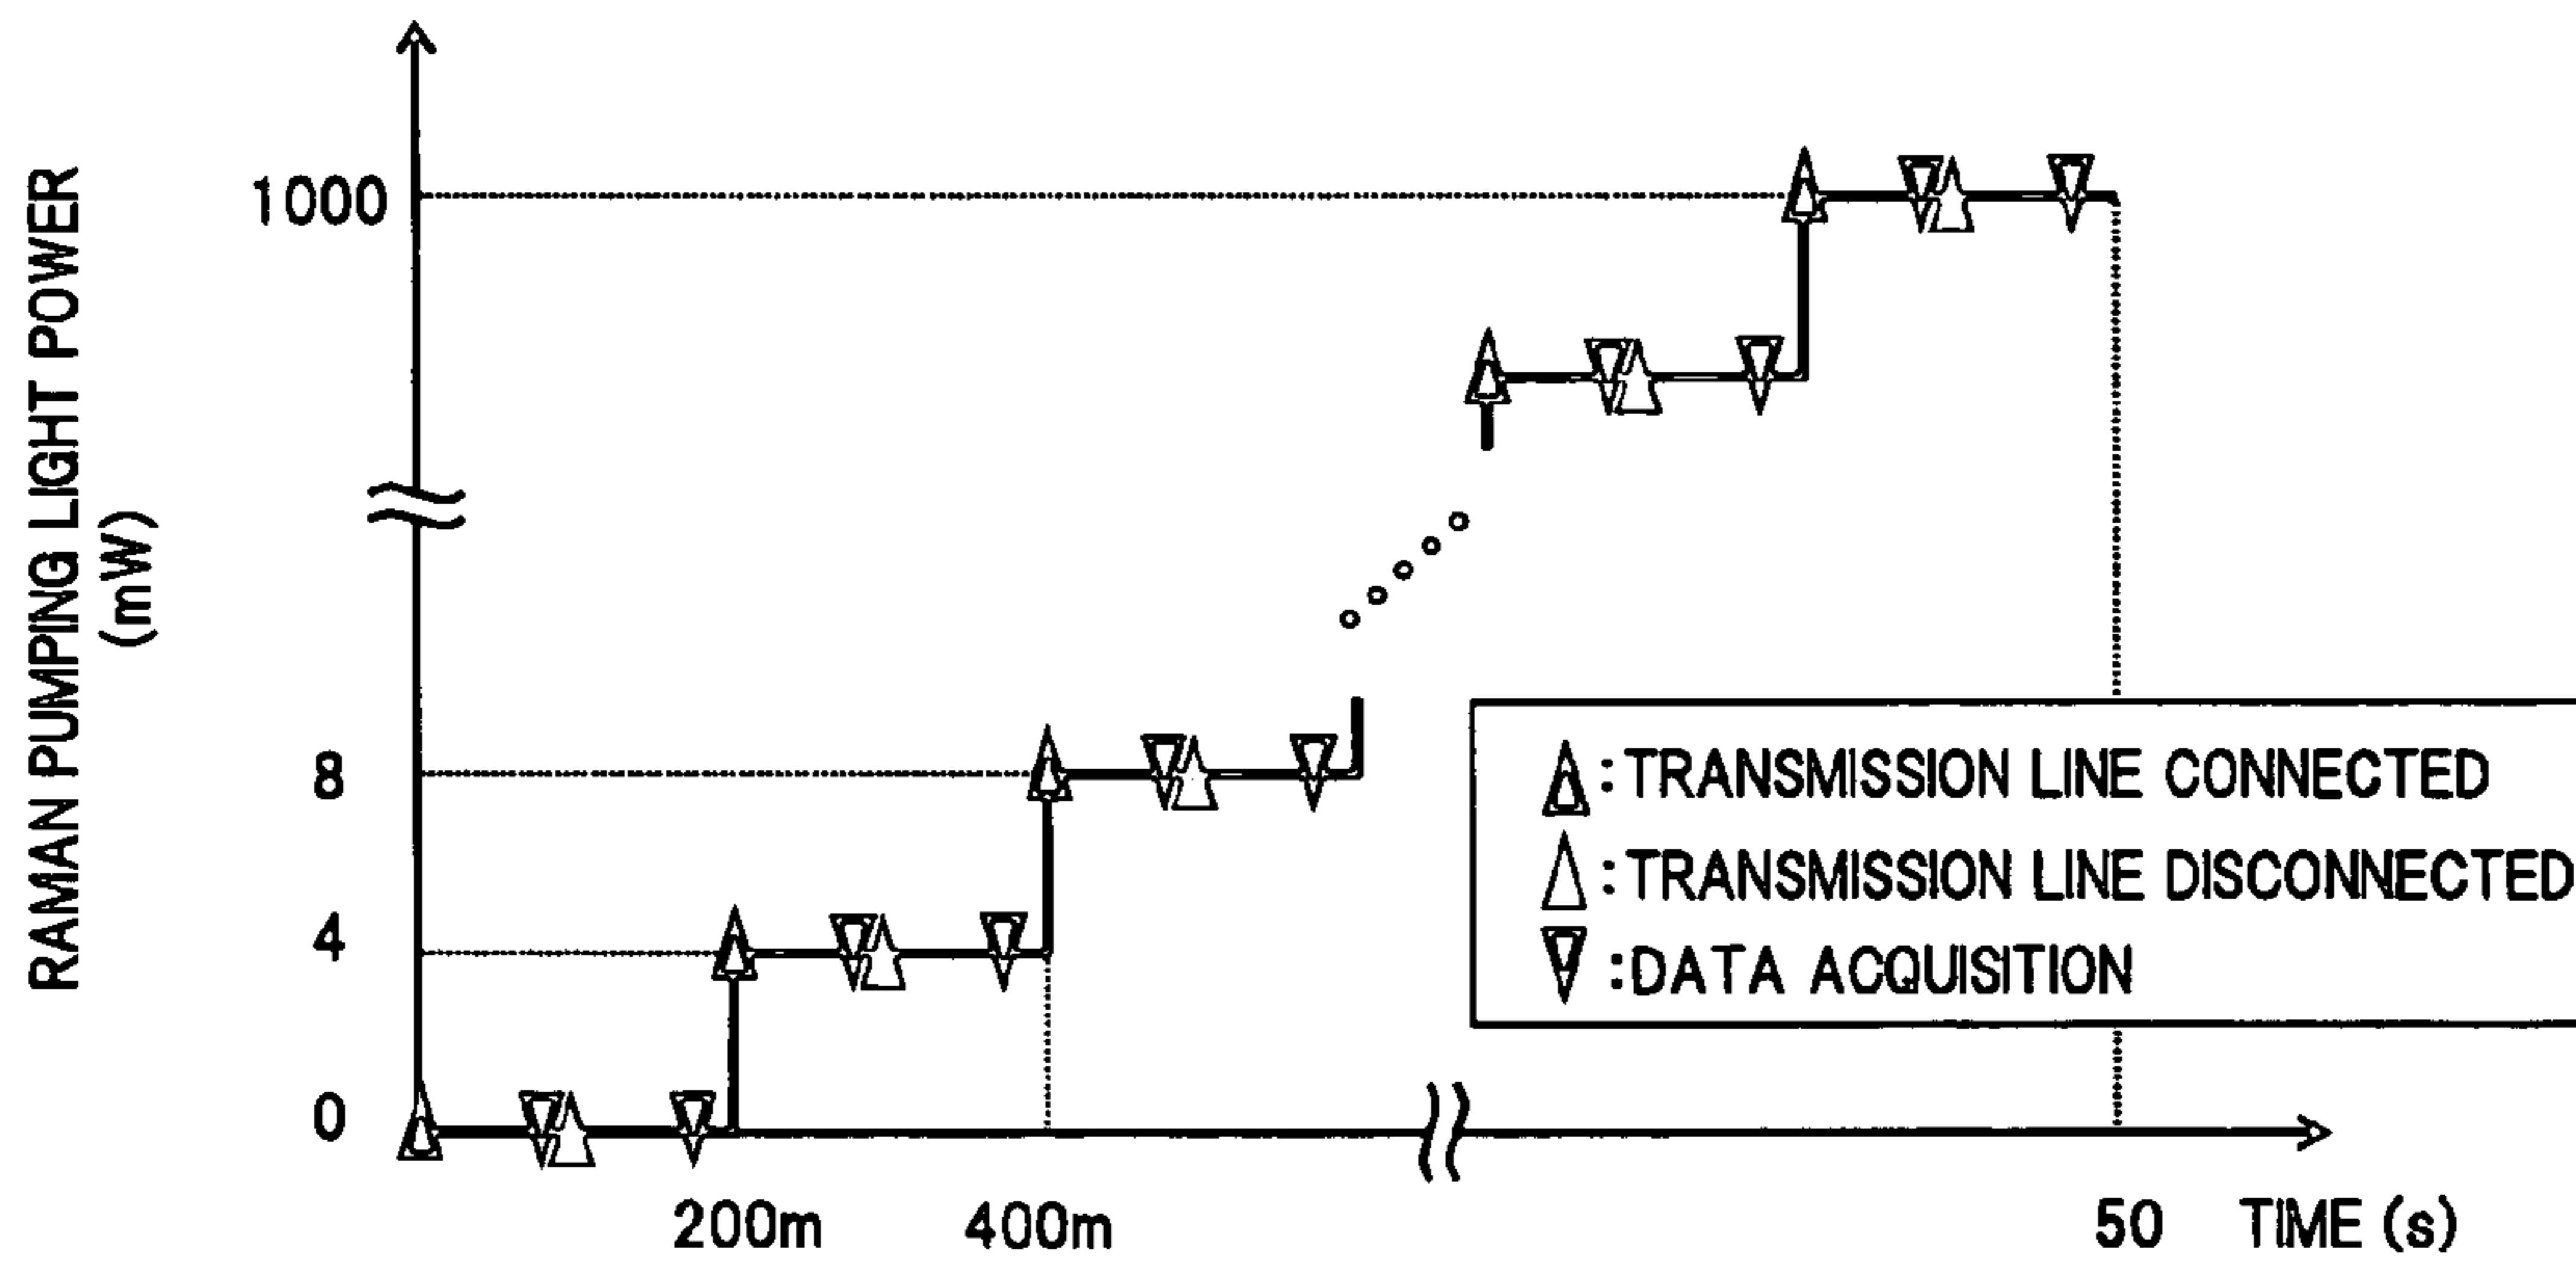 RAMAN PUMPING LIGHT POWER
(mW)
1000
8
4
0
:TRANSMISSION LINE CONNECTED
:TRANSMISSION LINE DISCONNECTED
:DATA ACQUISITION
200m 400m 50 TIME (s)